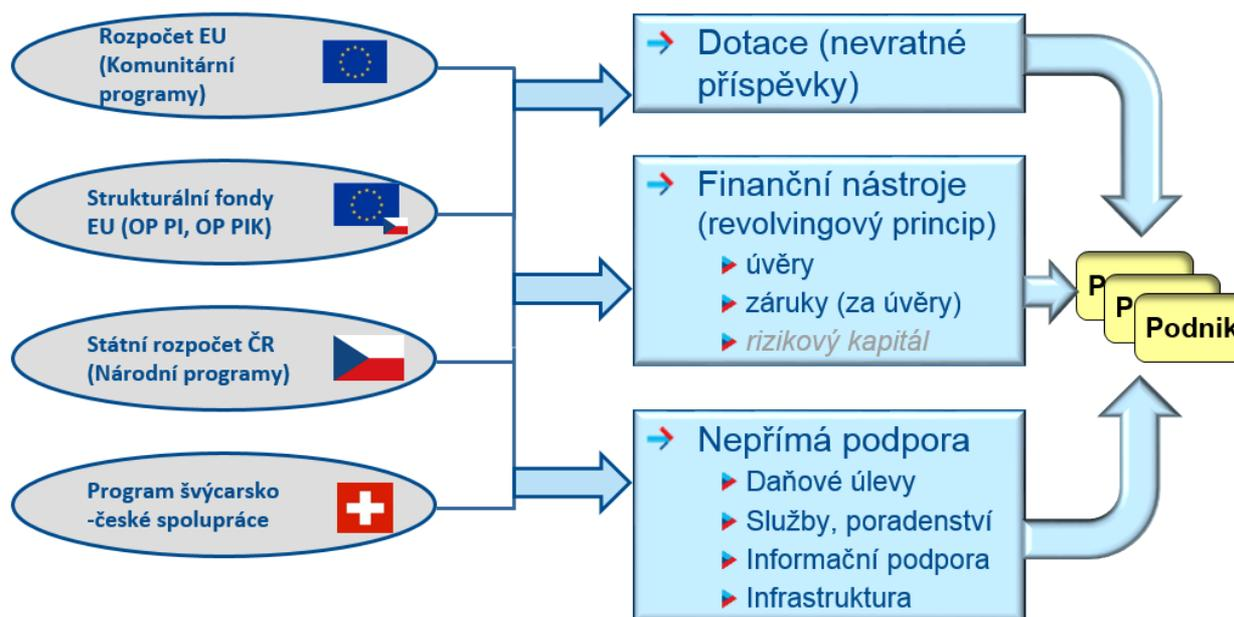 Rozpočet EU
(Komunitární
programy)
Strukturální fondy
EU (OP PI, OP PIK)
Státní rozpočet ČR
(Národní programy)
Program švýcarsko
-české spolupráce
Dotace (nevratné
příspěvky)
Finanční nástroje
(revolvingový princip)
úvěry
záruky (za úvěry)
rizikový kapitál
Nepřímá podpora
Daňové úlevy
Služby, poradenství
Informační podpora
Infrastruktura
P
P
Podnik